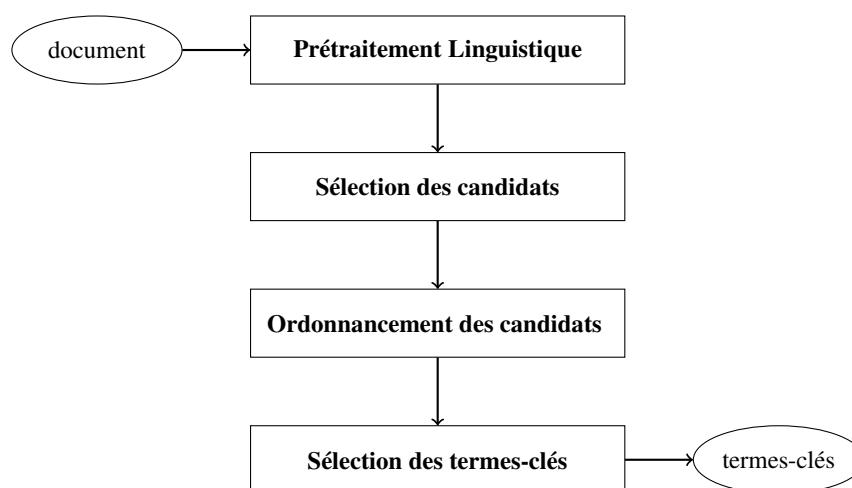 document
Prétraitement Linguistique
Sélection des candidats
Ordonnancement des candidats
Sélection des termes-clés
termes-clés